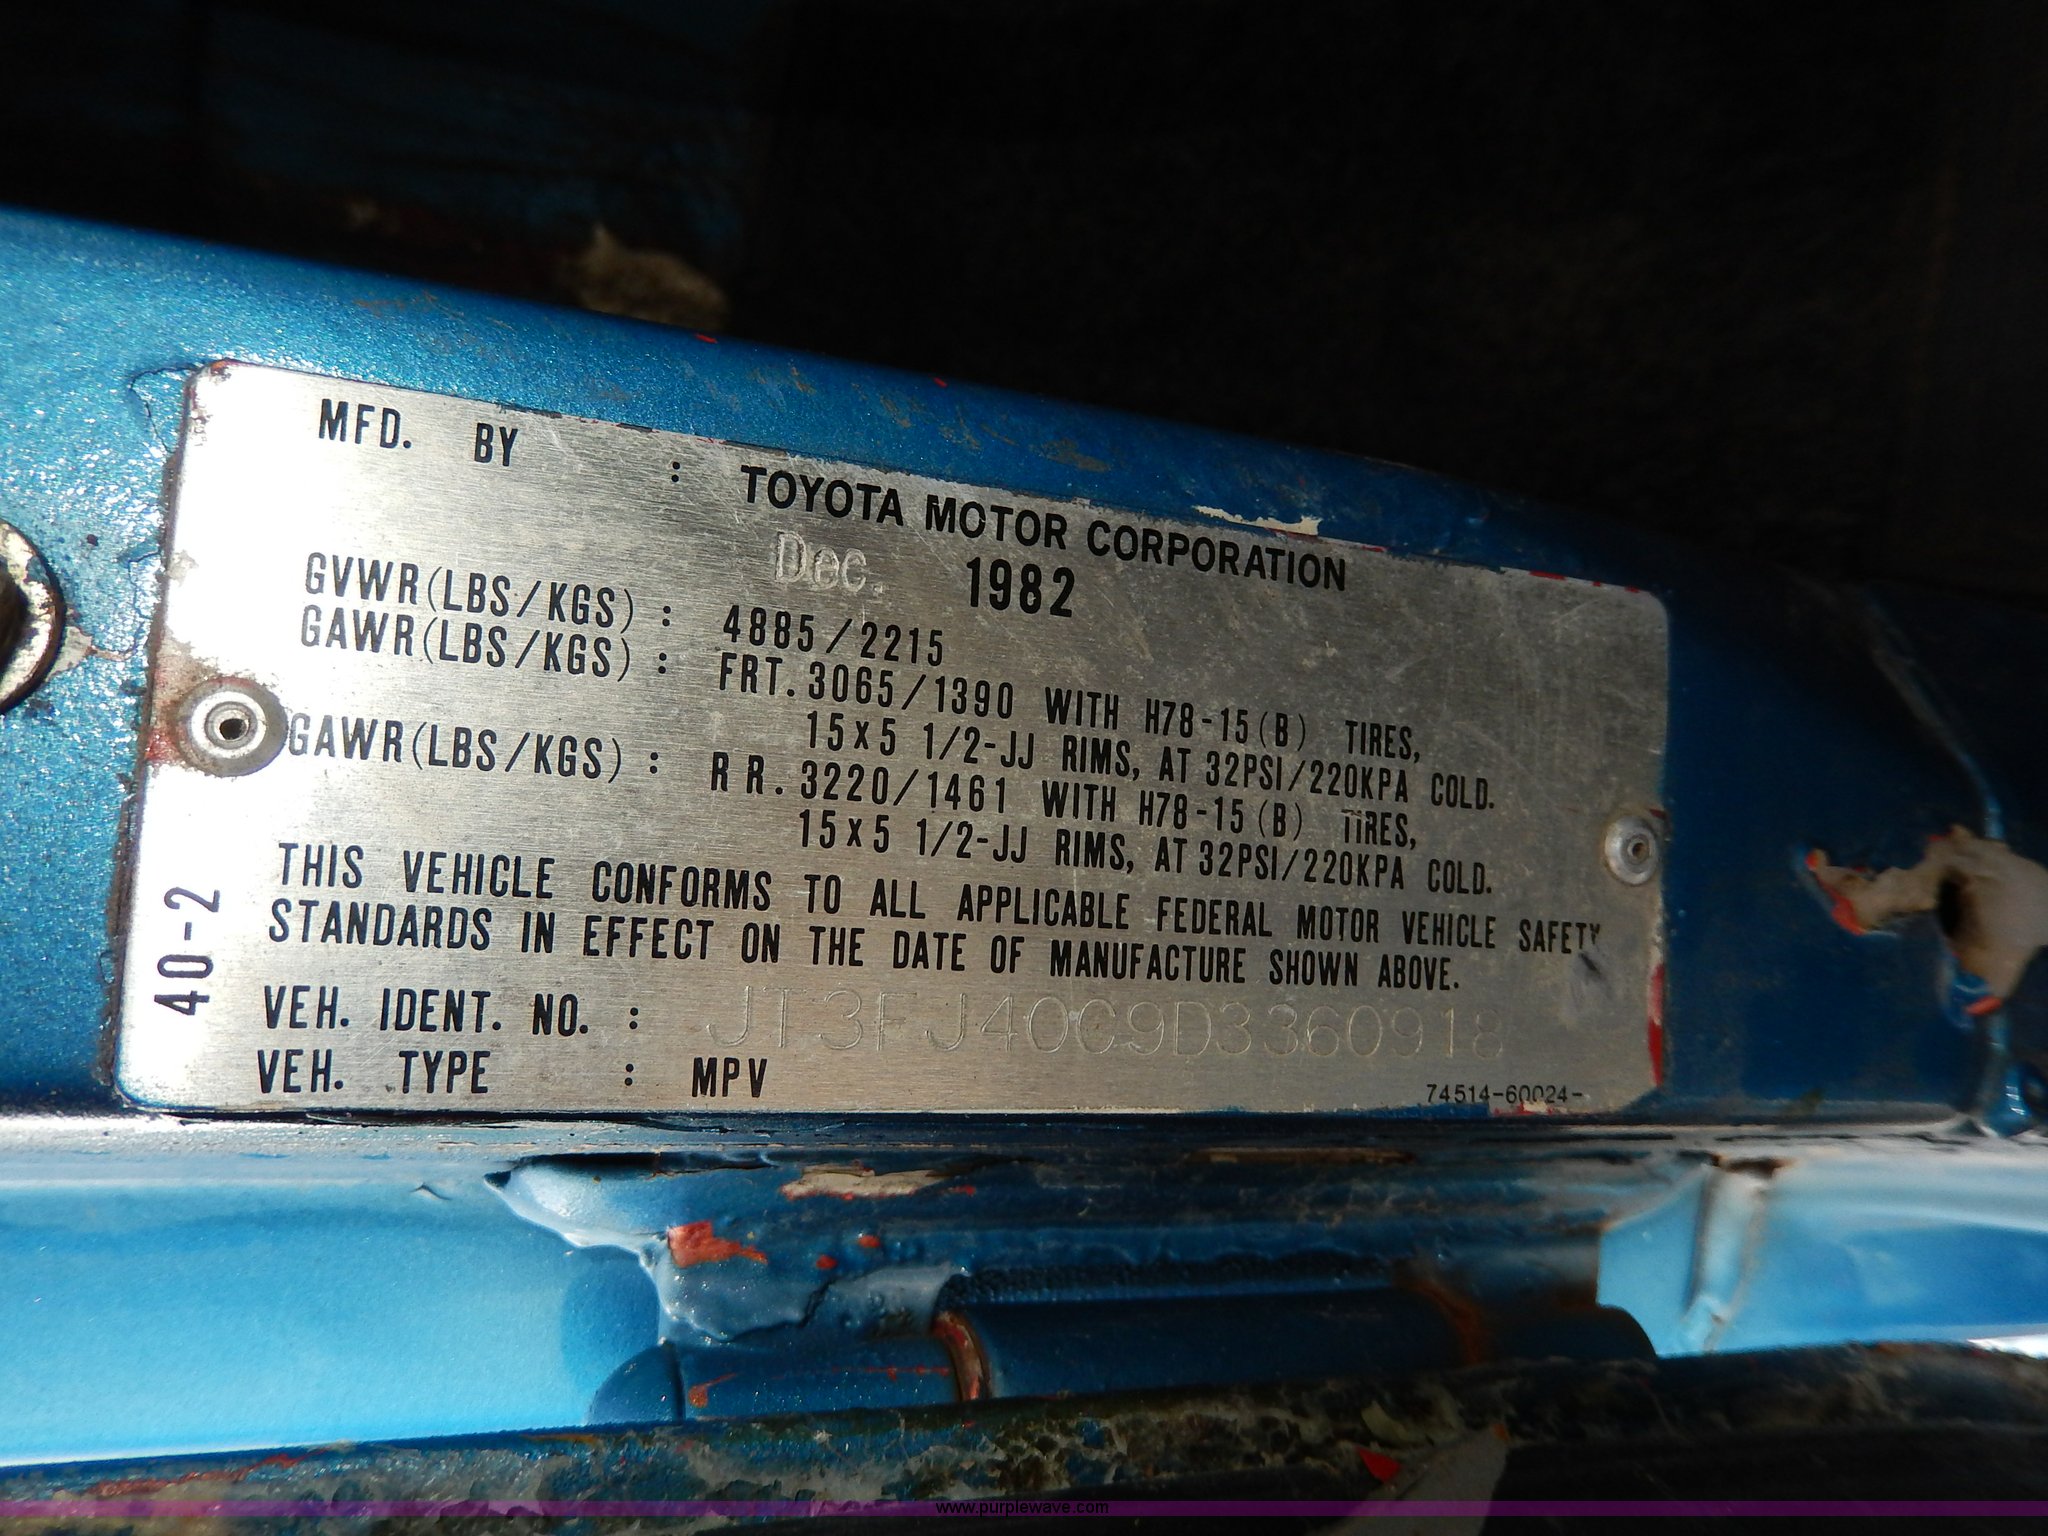 MFD. BY : TOYOTA MOTOR CORPORATION
Dec. 1982
GVWR(LBS/KGS) : 4885/2215
GAWR(LBS/KGS) : FRT. 3065/1390 WITH H78-15(B) TIRES,
15x5 1/2-JJ RIMS, AT 32PSI/220KPA COLD.
GAWR(LBS/KGS) : RR. 3220/1461 WITH H78-15(B) TIRES,
15x5 1/2-JJ RIMS, AT 32PSI/220KPA COLD.
THIS VEHICLE CONFORMS TO ALL APPLICABLE FEDERAL MOTOR VEHICLE SAFETY
STANDARDS IN EFFECT ON THE DATE OF MANUFACTURE SHOWN ABOVE.
VEH. IDENT. NO. : JT3FJ40C9D3360918
VEH. TYPE : MPV
74514-60024-
40-2
www.purplewave.com